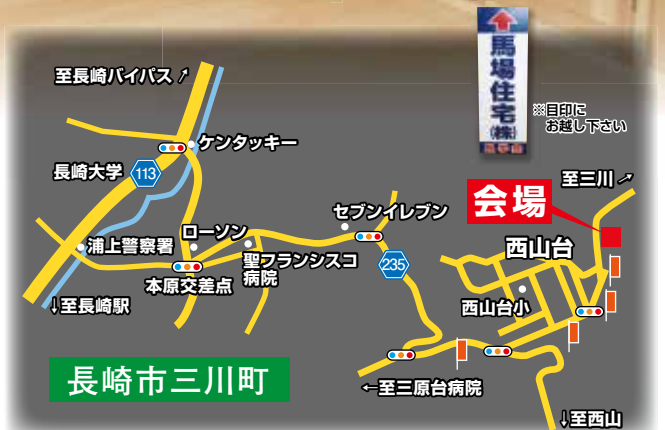 馬場住宅(株)
※目印に
お越し下さい
至長崎バイパス
ケンタッキー
長崎大学
113
至三川
会場
セブンイレブン
ローソン
浦上警察署
聖フランシスコ
病院
西山台
235
本原交差点
西山台小
↓至長崎駅
長崎市三川町
←至三原台病院
↓至西山